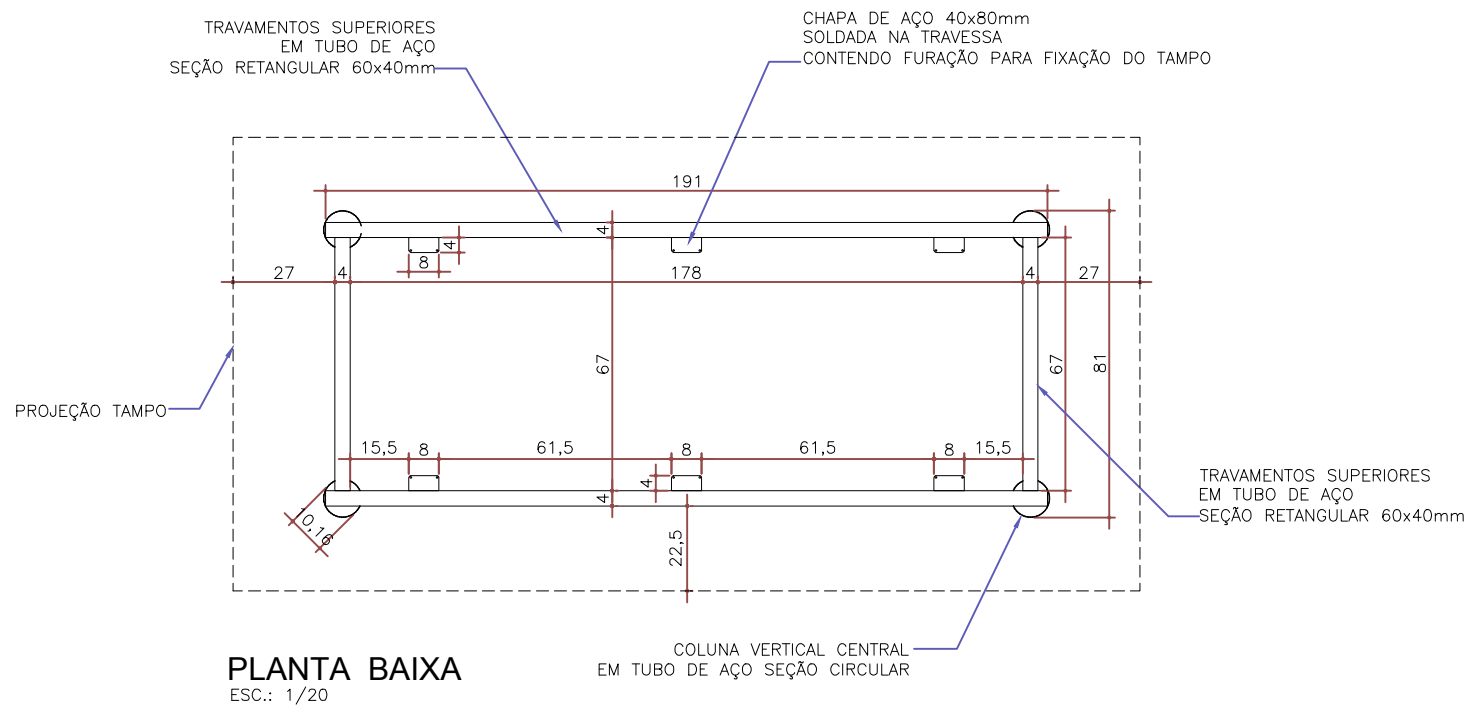 TRAVAMENTOS SUPERIORES
EM TUBO DE AÇO
SEÇÃO RETANGULAR 60x40mm
CHAPA DE AÇO 40x80mm
SOLDADA NA TRAVESSA
CONTENDO FURAÇÃO PARA FIXAÇÃO DO TAMPO
191
4
4
8
27
4
178
4
27
67
67
81
PROJEÇÃO TAMPO
15,5
8
61,5
8
61,5
8
15,5
4
4
10,16
22,5
TRAVAMENTOS SUPERIORES
EM TUBO DE AÇO
SEÇÃO RETANGULAR 60x40mm
COLUNA VERTICAL CENTRAL
EM TUBO DE AÇO SEÇÃO CIRCULAR
PLANTA BAIXA
ESC.: 1/20